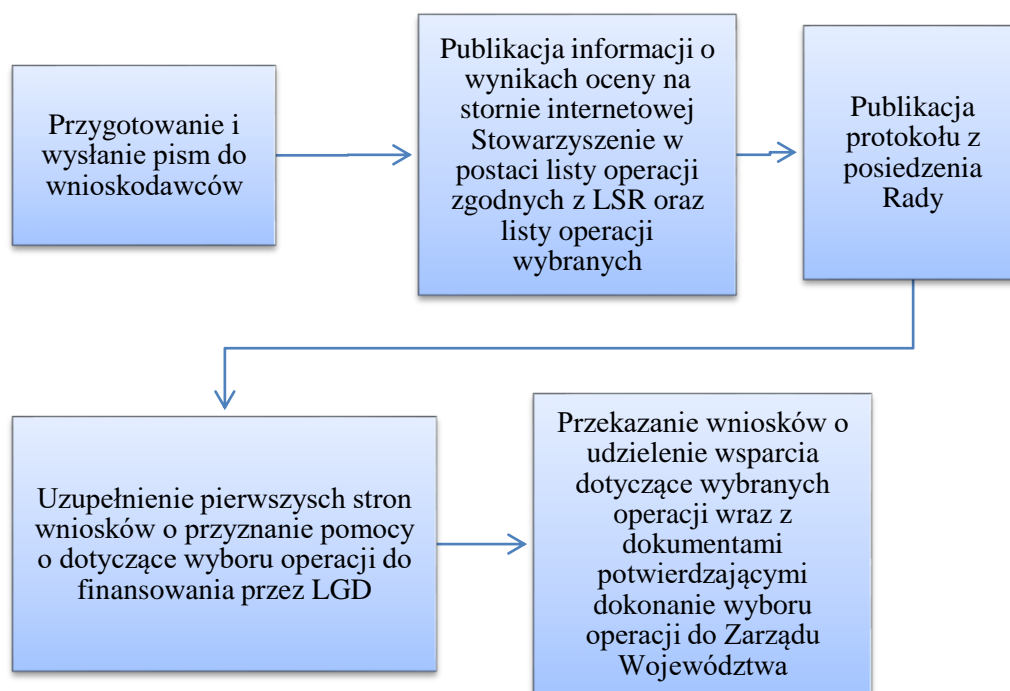 Przygotowanie i
wysłanie pism do
wnioskodawców
Publikacja informacji o
wynikach oceny na
stornie internetowej
Stowarzyszenie w
postaci listy operacji
zgodnych z LSR oraz
listy operacji
wybranych
Publikacja
protokołu z
posiedzenia
Rady
Uzupełnienie pierwszysch stron
wniosków o przyznanie pomocy
o dotyczące wyboru operacji do
finansowania przez LGD
Przekazanie wniosków o
udzielenie wsparcia
dotyczące wybranych
operacji wraz z
dokumentami
potwierdzającymi
dokonanie wyboru
operacji do Zarządu
Województwa